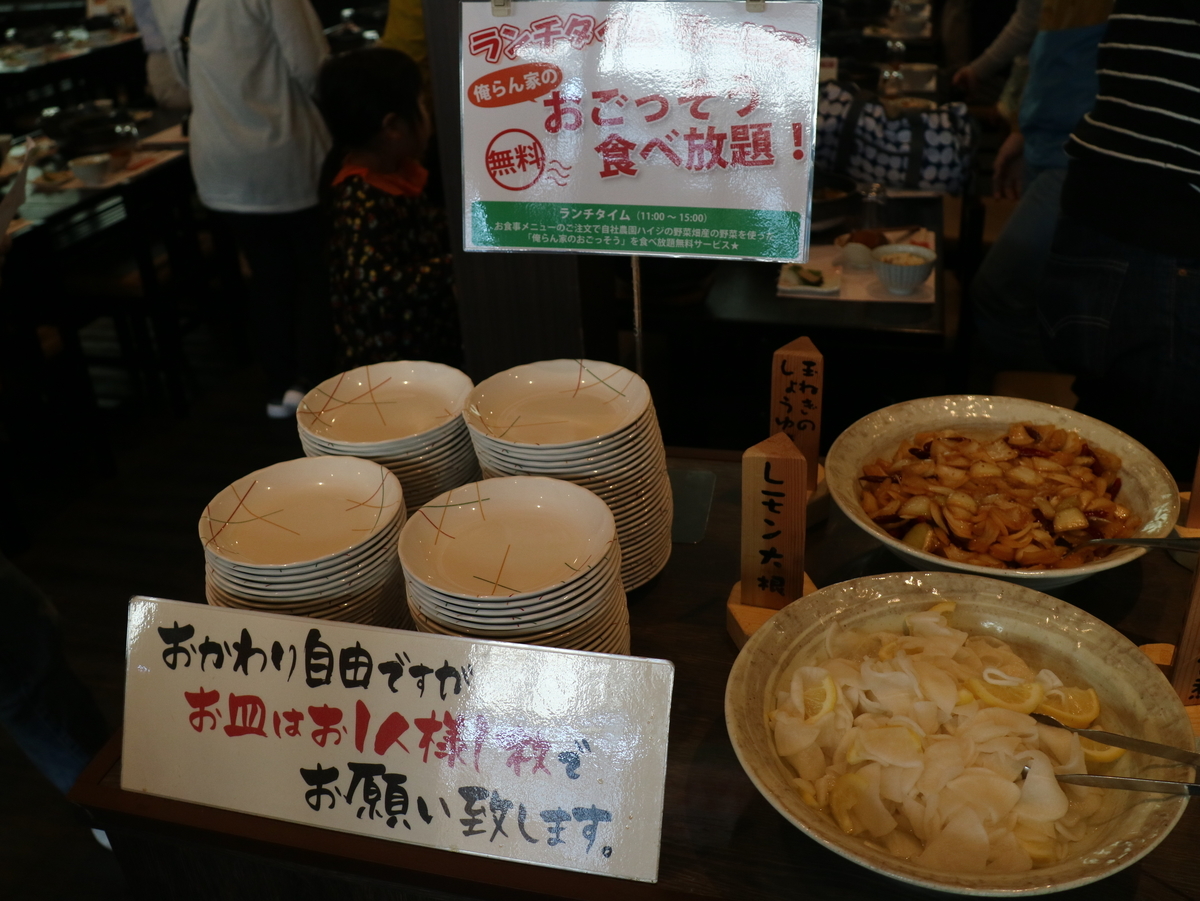 ランチタイム
俺らん家の
おごっそう
無料
食べ放題！
ランチタイム（11:00～15:00）
お食事メニューのご注文で自社農園ハイジの野菜畑産の野菜を使った
「俺らん家のおごっそう」を食べ放題無料サービス★
玉ねぎの
しょうゆ
レモン大根
おかわり自由ですが
お皿はお1人様1枚で
お願い致します。